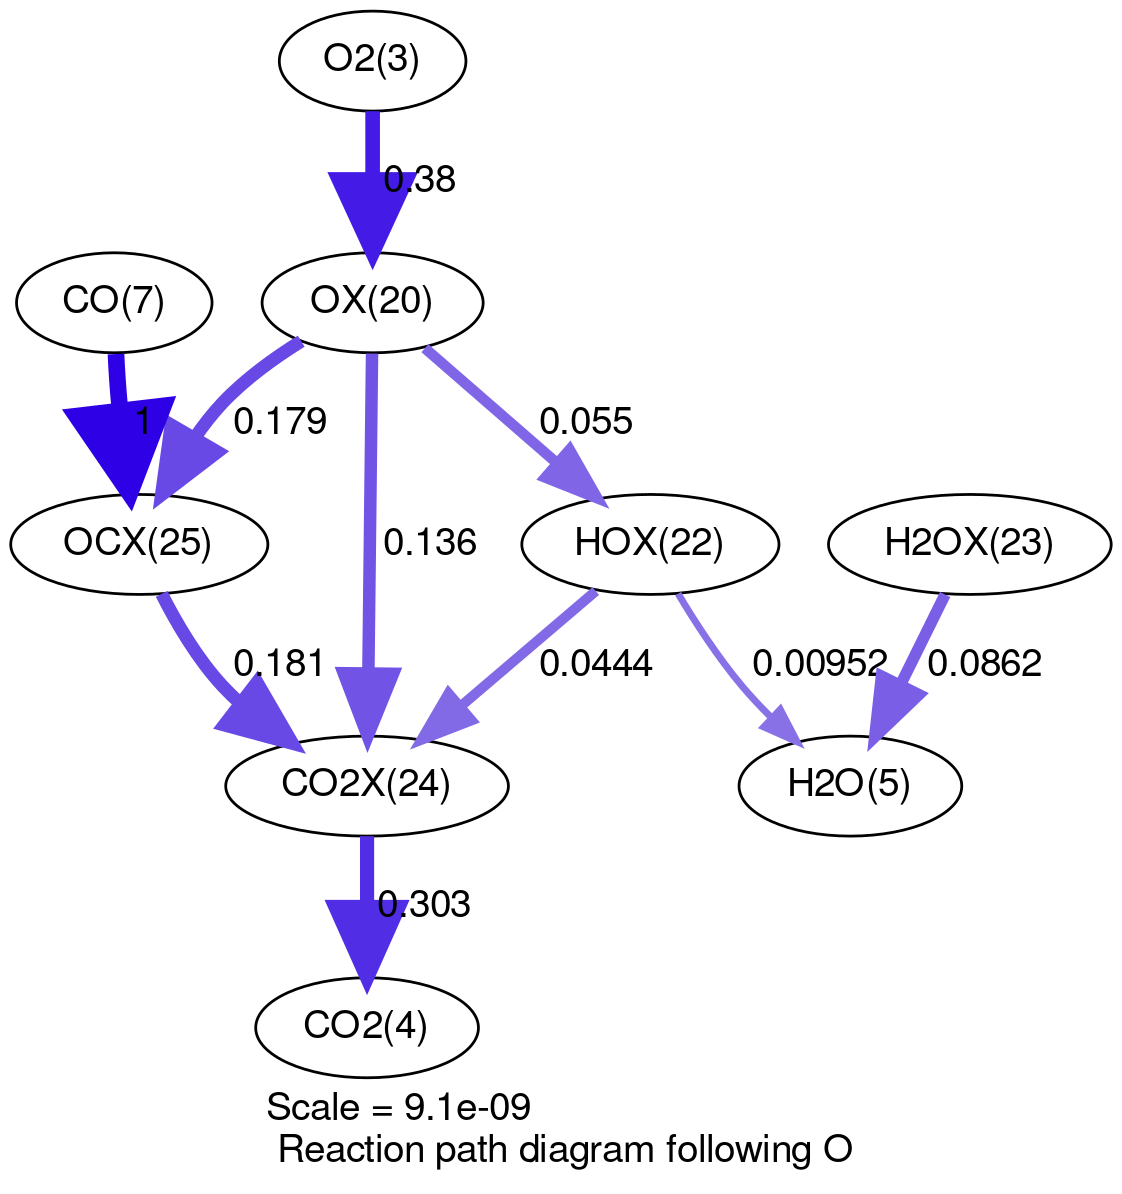 O2(3)
0.38
CO(7)
OX(20)
1
0.179
0.055
OCX(25)
0.136
HOX(22)
H2OX(23)
0.181
0.0444
0.00952
0.0862
CO2X(24)
H2O(5)
0.303
CO2(4)
Scale = 9.1e-09
Reaction path diagram following O